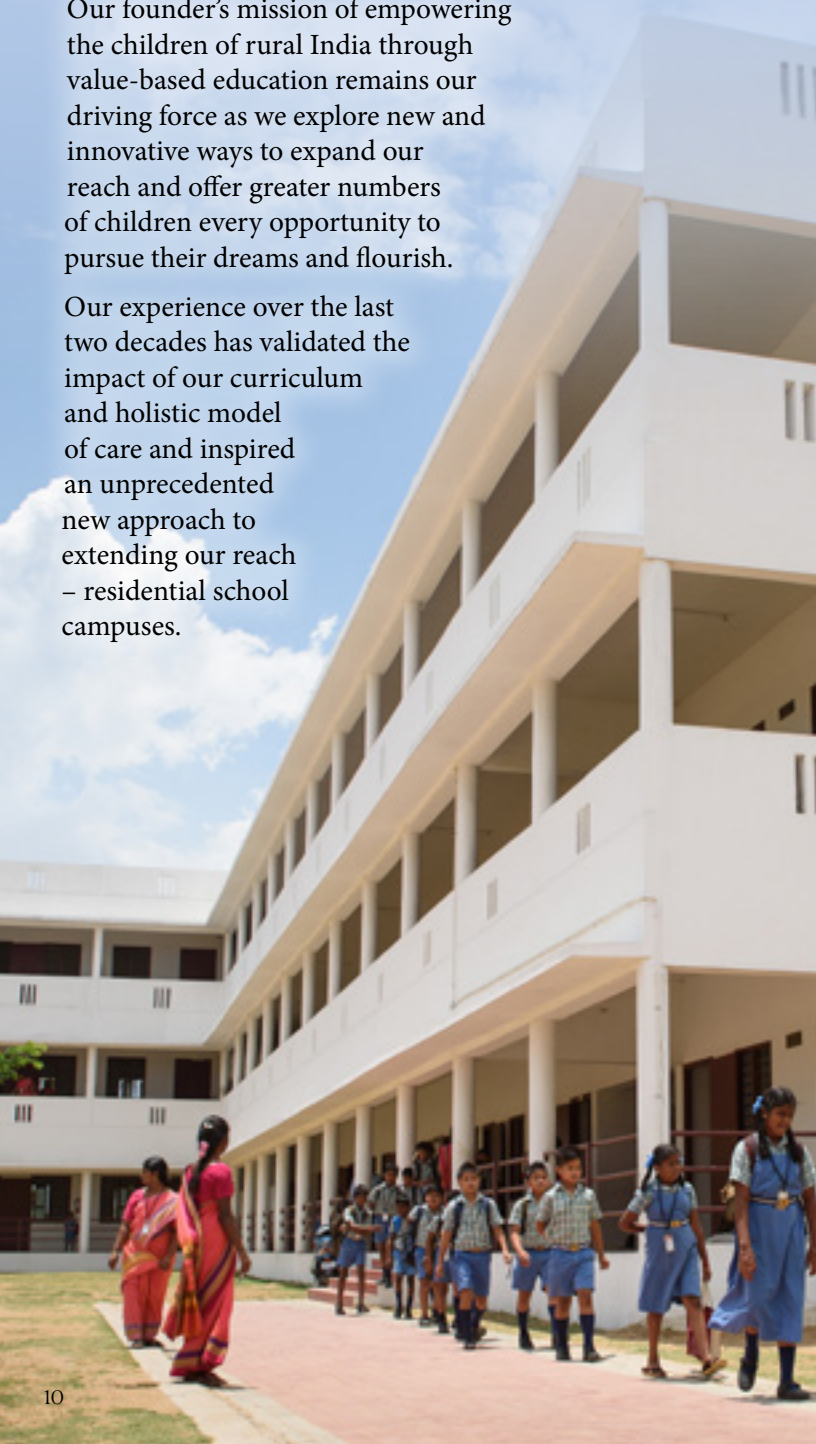 Our founder's mission of empowering
the children of rural India through
value-based education remains our
driving force as we explore new and
innovative ways to expand our
reach and offer greater numbers
of children every opportunity to
pursue their dreams and flourish.
Our experience over the last
two decades has validated the
impact of our curriculum
and holistic model
of care and inspired
an unprecedented
new approach to
extending our reach
– residential school
campuses.
10